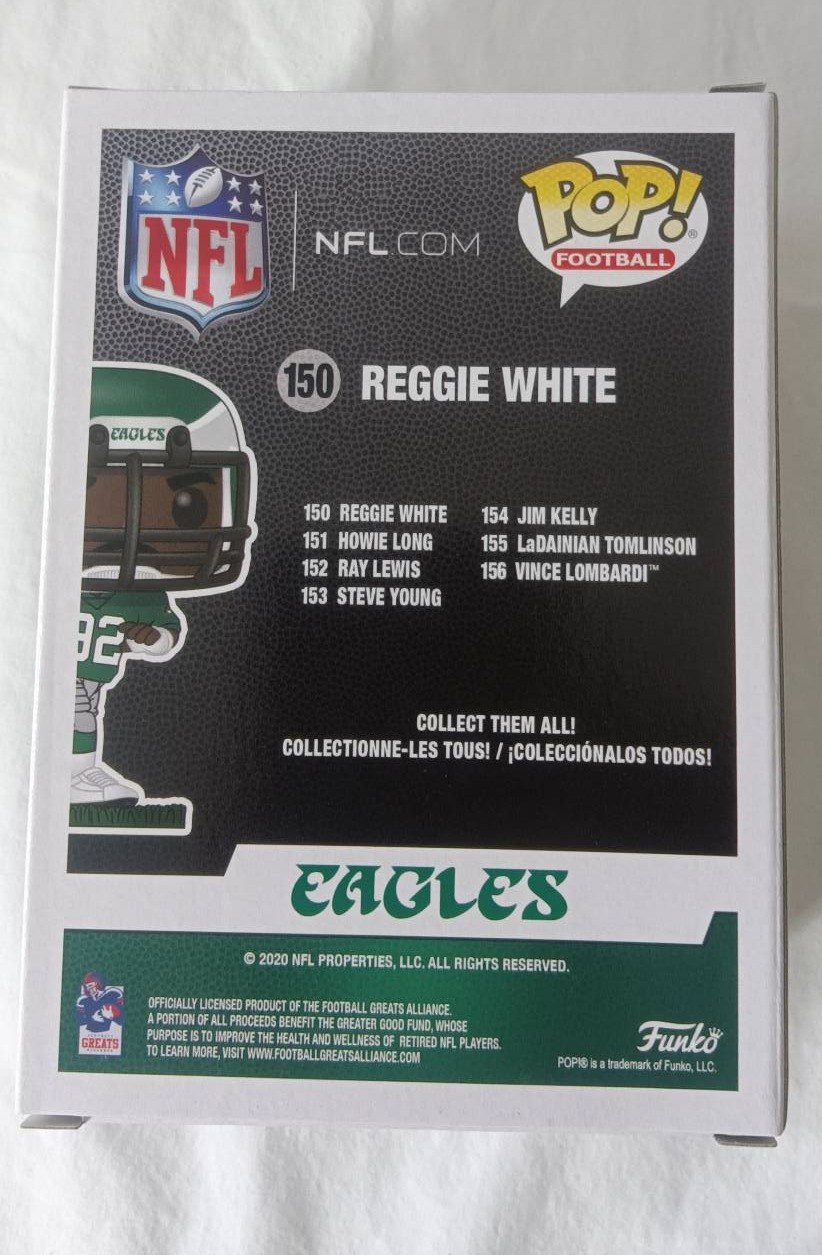 NFL
NFL.COM
POP!®
FOOTBALL
150 REGGIE WHITE
EAGLES
92
150 REGGIE WHITE
151 HOWIE LONG
152 RAY LEWIS
153 STEVE YOUNG
154 JIM KELLY
155 LaDAINIAN TOMLINSON
156 VINCE LOMBARDI™
COLLECT THEM ALL!
COLLECTIONNE-LES TOUS! / ¡COLECCIÓNALOS TODOS!
EAGLES
© 2020 NFL PROPERTIES, LLC. ALL RIGHTS RESERVED.
FOOTBALL
GREATS
ALLIANCE
OFFICIALLY LICENSED PRODUCT OF THE FOOTBALL GREATS ALLIANCE.
A PORTION OF ALL PROCEEDS BENEFIT THE GREATER GOOD FUND, WHOSE
PURPOSE IS TO IMPROVE THE HEALTH AND WELLNESS OF RETIRED NFL PLAYERS.
TO LEARN MORE, VISIT WWW.FOOTBALLGREATSALLIANCE.COM
Funko
POP!® is a trademark of Funko, LLC.